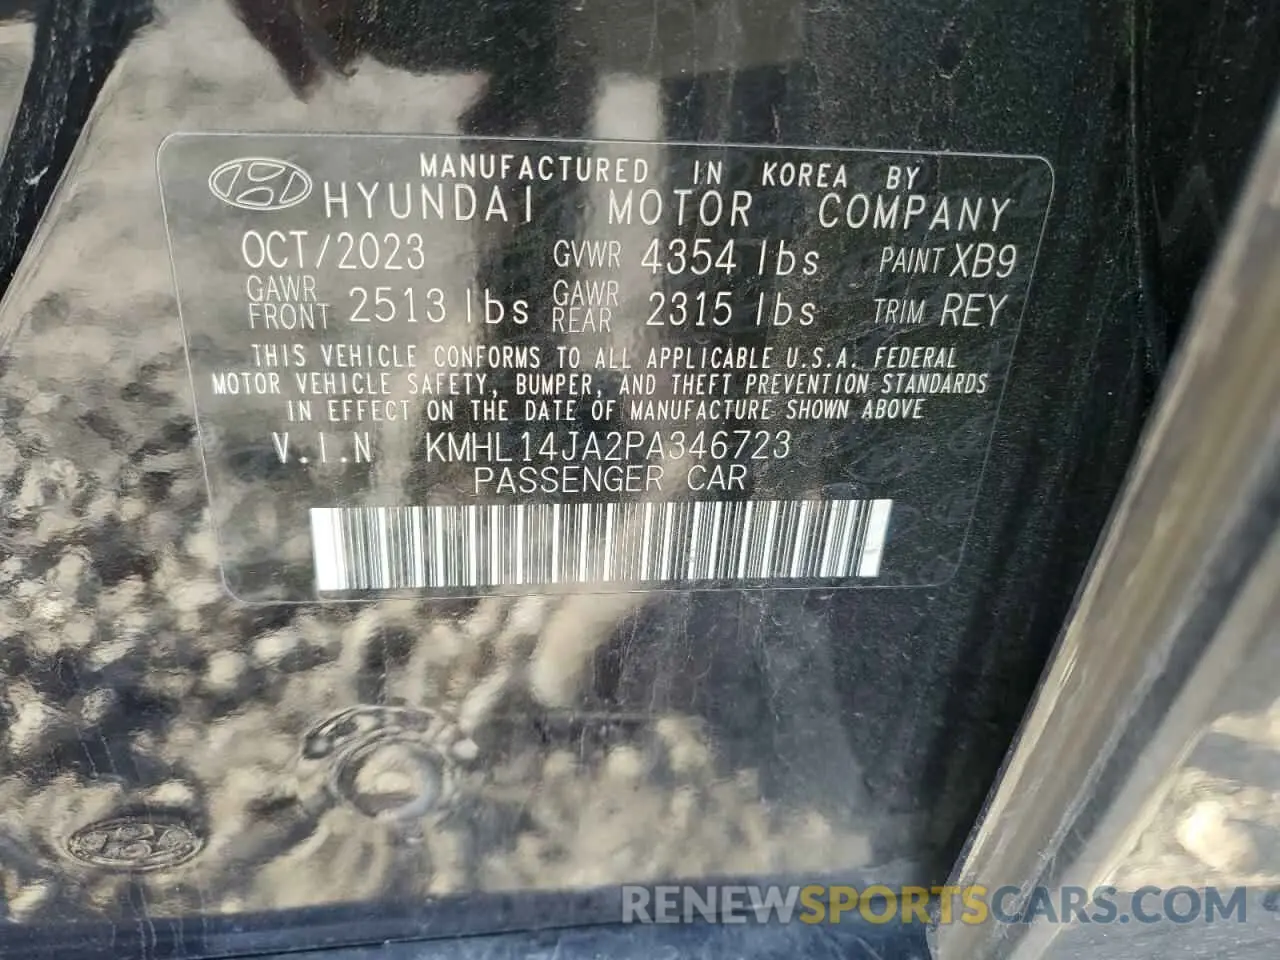 MANUFACTURED IN KOREA BY
HYUNDAI MOTOR COMPANY
OCT/2023 GVWR 4354 lbs PAINT XB9
GAWR FRONT 2513 lbs GAWR REAR 2315 lbs TRIM REY
THIS VEHICLE CONFORMS TO ALL APPLICABLE U.S.A. FEDERAL
MOTOR VEHICLE SAFETY, BUMPER, AND THEFT PREVENTION STANDARDS
IN EFFECT ON THE DATE OF MANUFACTURE SHOWN ABOVE
V.I.N KMHL14JA2PA346723
PASSENGER CAR
RENEWSPORTSCARS.COM